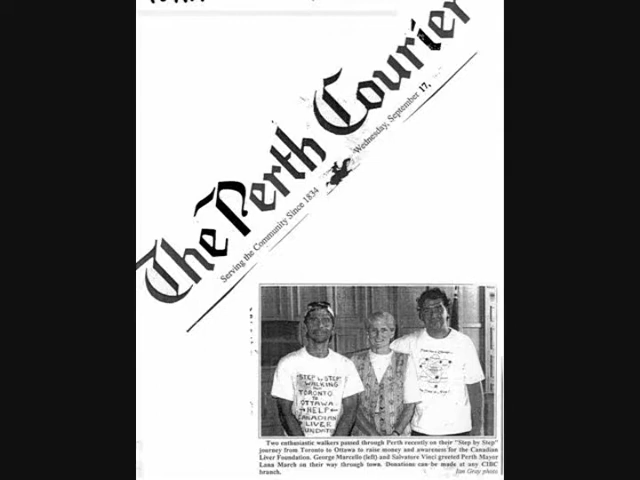 The Perth Courier
Serving the Community Since 1834
Wednesday, September 17,
STEP by STEP
WALKING
TORONTO
TO
OTTAWA
HELP
CANADIAN
LIVER
Two enthusiastic walkers passed through Perth recently on their "Step by Step"
journey from Toronto to Ottawa to raise money and awareness for the Canadian
Liver Foundation. George Marcello (left) and Salvatore Vinci greeted Perth Mayor
Lana March on their way through town. Donations can be made at any CIBC
branch.
Ian Gray photo